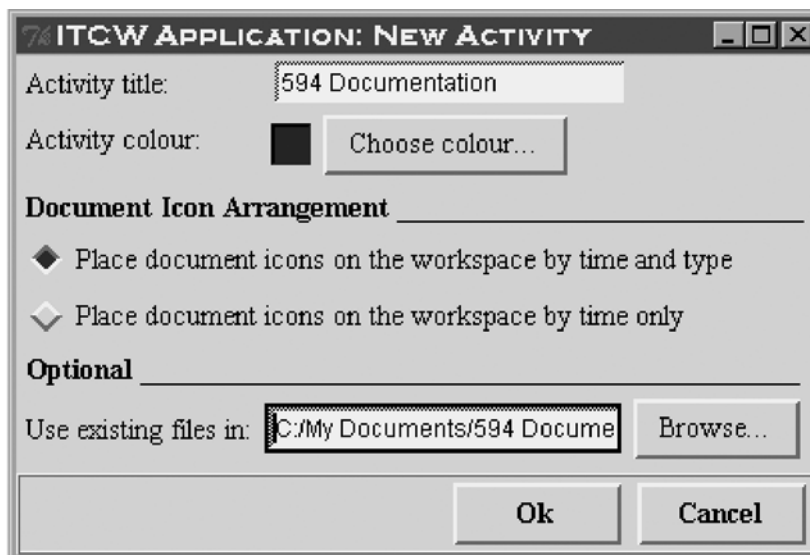 ITCW APPLICATION: NEW ACTIVITY
Activity title: 594 Documentation
Activity colour: Choose colour...
Document Icon Arrangement
Place document icons on the workspace by time and type
Place document icons on the workspace by time only
Optional
Use existing files in: C:/My Documents/594 Docume Browse...
Ok Cancel